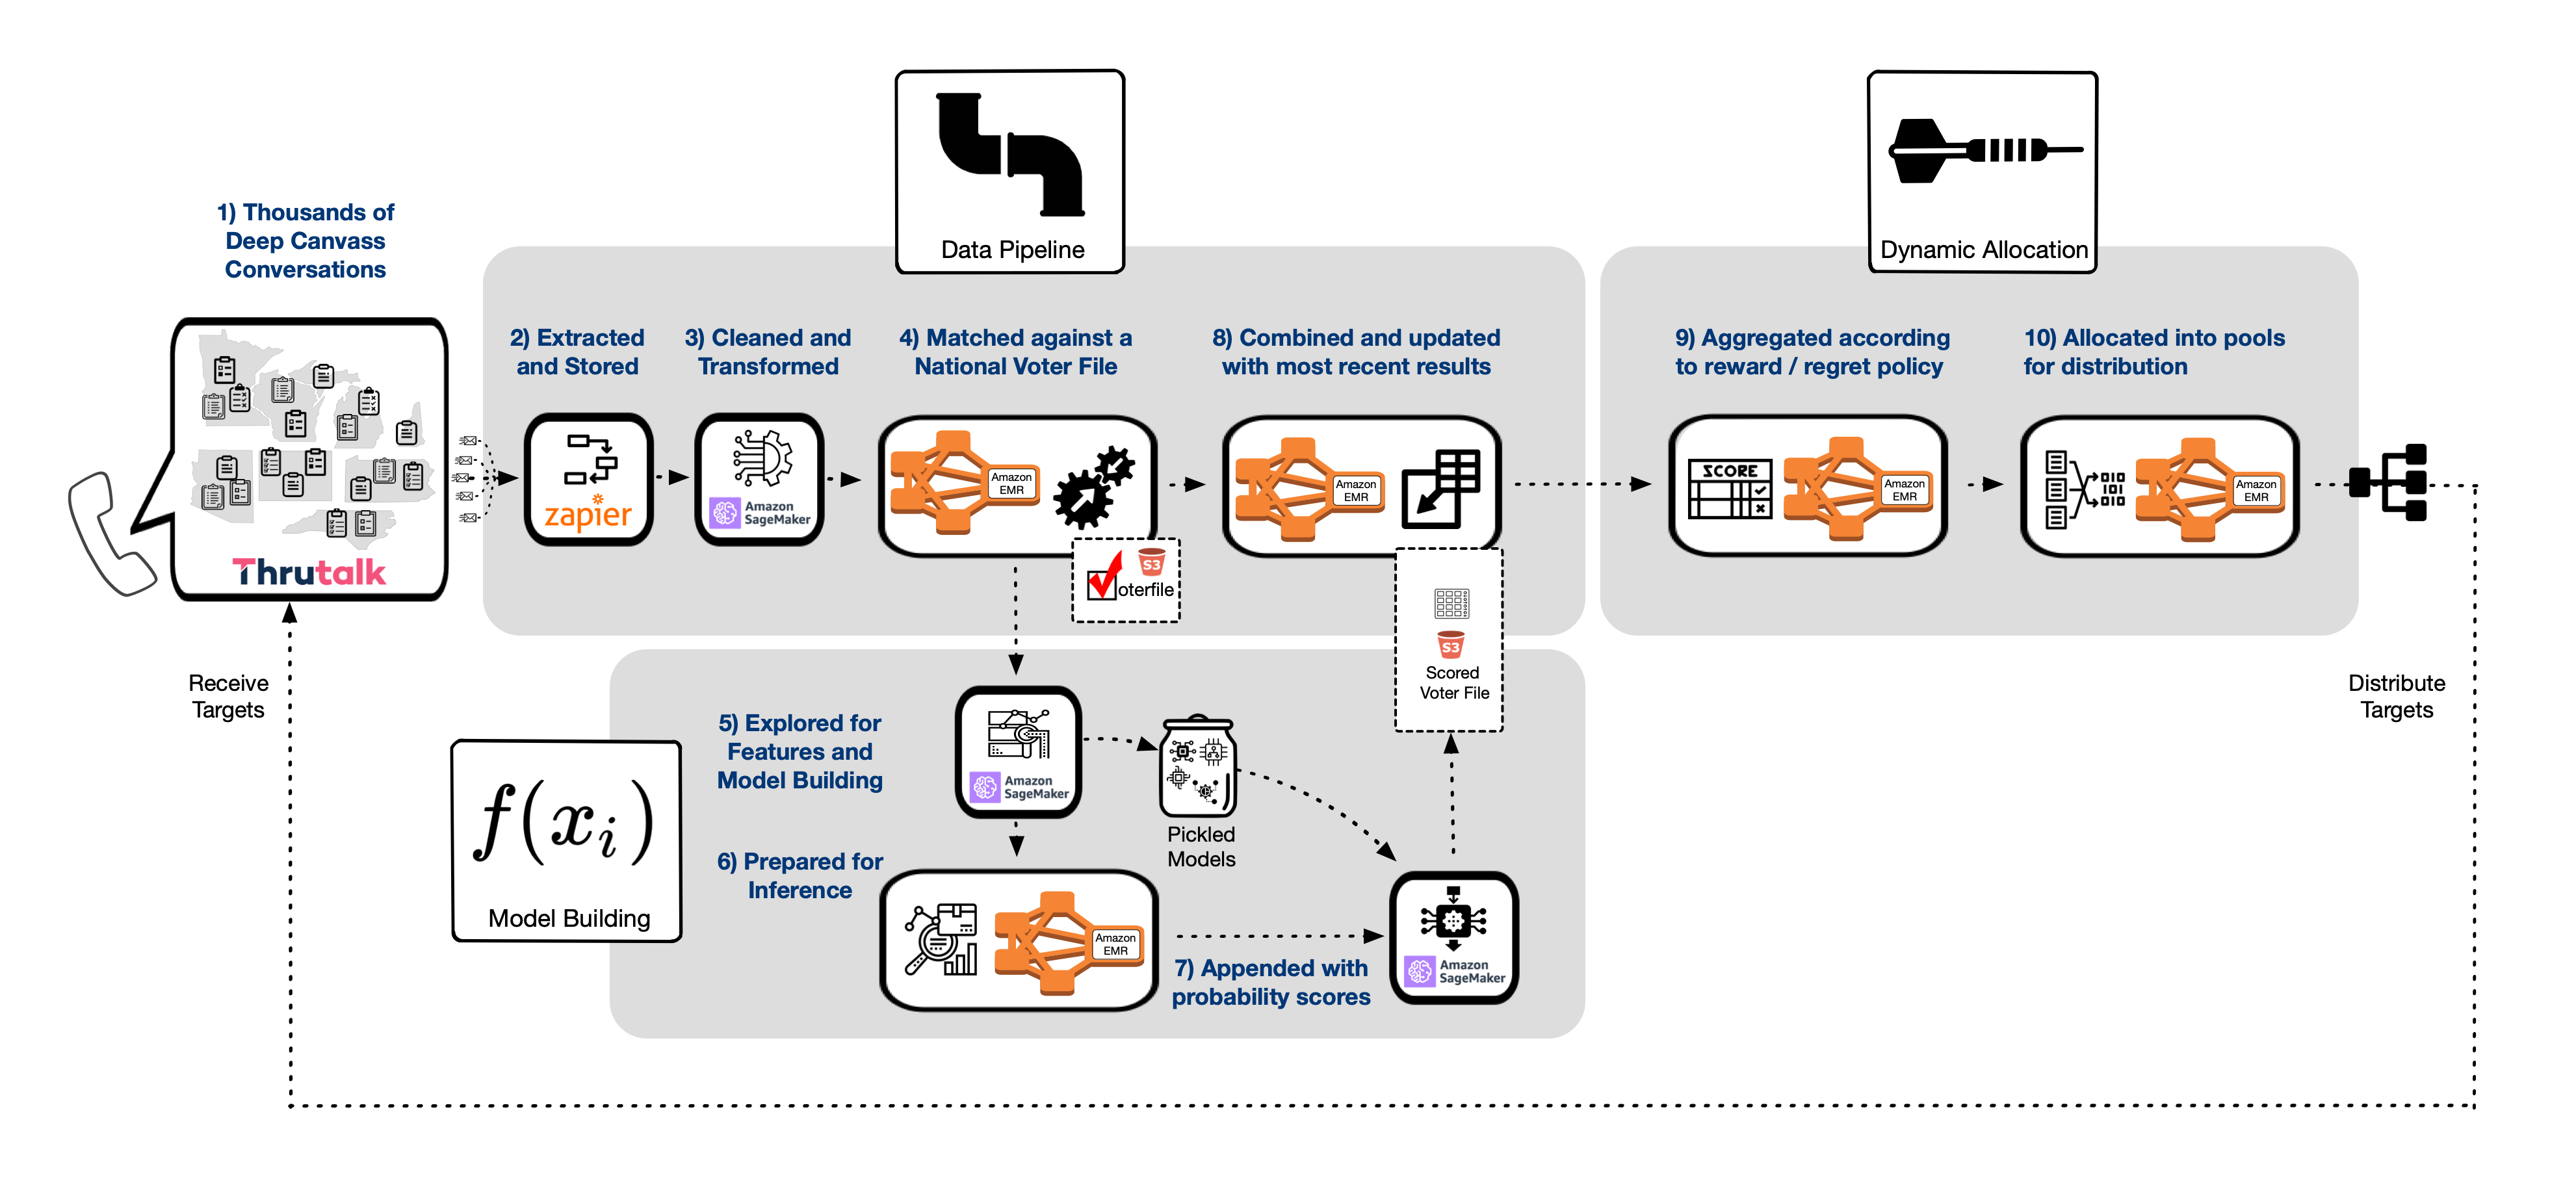 Data Pipeline
Dynamic Allocation
1) Thousands of
Deep Canvass
Conversations
2) Extracted
and Stored
3) Cleaned and
Transformed
4) Matched against a
National Voter File
8) Combined and updated
with most recent results
9) Aggregated according
to reward / regret policy
10) Allocated into pools
for distribution
Thrutalk
zapier
Amazon
SageMaker
Amazon
EMR
S3
oterfile
Amazon
EMR
SCORE
Amazon
EMR
Amazon
EMR
S3
Scored
Voter File
Receive
Targets
Distribute
Targets
5) Explored for
Features and
Model Building
Amazon
SageMaker
Pickled
Models
f(xi)
Model Building
6) Prepared for
Inference
Amazon
EMR
7) Appended with
probability scores
Amazon
SageMaker